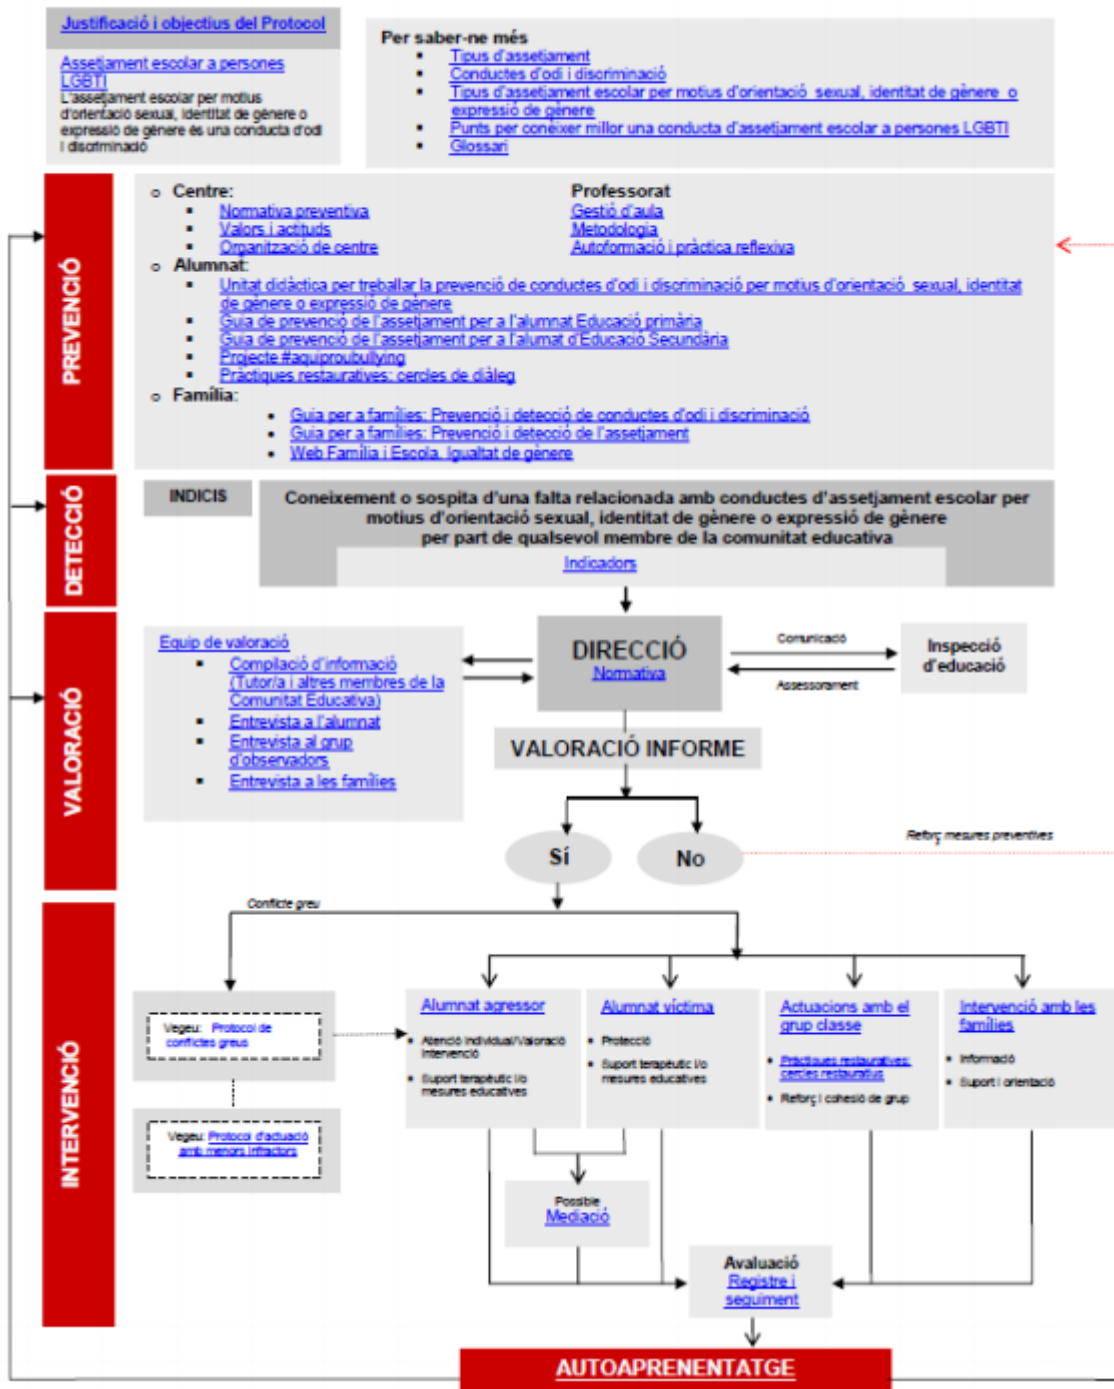 Justificació i objectius del Protocol
Assetjament escolar a persones
LGBTI
L'assetjament escolar per motius
d'orientació sexual, identitat de gènere o
expressió de gènere és una conducta d'odi
i discriminació
Per saber-ne més
▪ Tipus d'assetjament
▪ Conductes d'odi i discriminació
▪ Tipus d'assetjament escolar per motius d'orientació sexual, identitat de gènere o
expressió de gènere
▪ Punts per conèixer millor una conducta d'assetjament escolar a persones LGBTI
▪ Glossari
PREVENCIÓ
o Centre:
▪ Normativa preventiva
▪ Valors i actituds
▪ Organització de centre
Professorat
Gestió d'aula
Metodologia
Autoformació i pràctica reflexiva
o Alumnat:
▪ Unitat didàctica per treballar la prevenció de conductes d'odi i discriminació per motius d'orientació sexual, identitat
de gènere o expressió de gènere
▪ Guia de prevenció de l'assetjament per a l'alumnat Educació primària
▪ Guia de prevenció de l'assetjament per a l'alumat d'Educació Secundària
▪ Projecte #aquiproubullying
▪ Pràctiques restauratives: cercles de diàleg
o Família:
• Guia per a famílies: Prevenció i detecció de conductes d'odi i discriminació
• Guia per a famílies: Prevenció i detecció de l'assetjament
• Web Família i Escola. Igualtat de gènere
DETECCIÓ
INDICIS
Coneixement o sospita d'una falta relacionada amb conductes d'assetjament escolar per
motius d'orientació sexual, identitat de gènere o expressió de gènere
per part de qualsevol membre de la comunitat educativa
Indicadors
VALORACIÓ
Equip de valoració
▪ Compilació d'informació
(Tutor/a i altres membres de la
Comunitat Educativa)
▪ Entrevista a l'alumnat
▪ Entrevista al grup
d'observadors
▪ Entrevista a les famílies
DIRECCIÓ
Normativa
Comunicació
Assessorament
Inspecció
d'educació
VALORACIÓ INFORME
Sí
No
Reforç mesures preventives
INTERVENCIÓ
Conflicte greu
Vegeu: Protocol de
conflictes greus
Vegeu: Protocol d'actuació
amb menors infractors
Alumnat agressor
• Atenció individual/Valoració
Intervenció
• Suport terapèutic i/o
mesures educatives
Alumnat víctima
• Protecció
• Suport terapèutic i/o
mesures educatives
Actuacions amb el
grup classe
• Pràctiques restauratives:
cercles restauratius
• Reforç i cohesió de grup
Intervenció amb les
famílies
• Informació
• Suport i orientació
Possible
Mediació
Avaluació
Registre i
seguiment
AUTOAPRENENTATGE